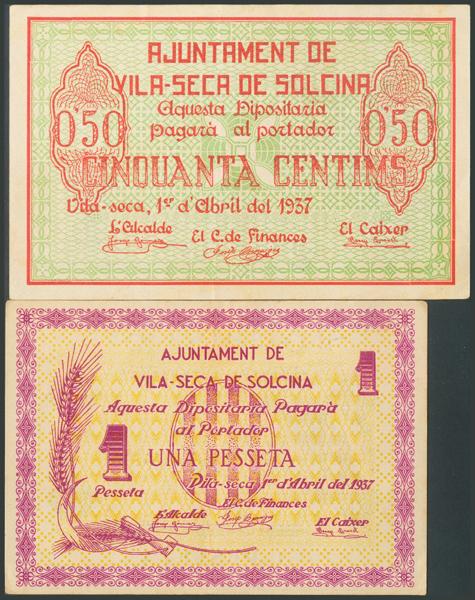 AJUNTAMENT DE
VILA-SECA DE SOLCINA
Aquesta Dipositaria
pagarà al portador
0'50
0'50
CINQUANTA CENTIMS
Vila-seca, 1er d'Abril del 1937
L'Alcalde
El C. de Finances
El Caixer
AJUNTAMENT DE
VILA-SECA DE SOLCINA
1
Aquesta Dipositaria Pagarà
al Portador
1
Pesseta
UNA PESSETA
Vila-seca, 1er d'Abril del 1937
L'Alcalde
El C. de Finances
El Caixer